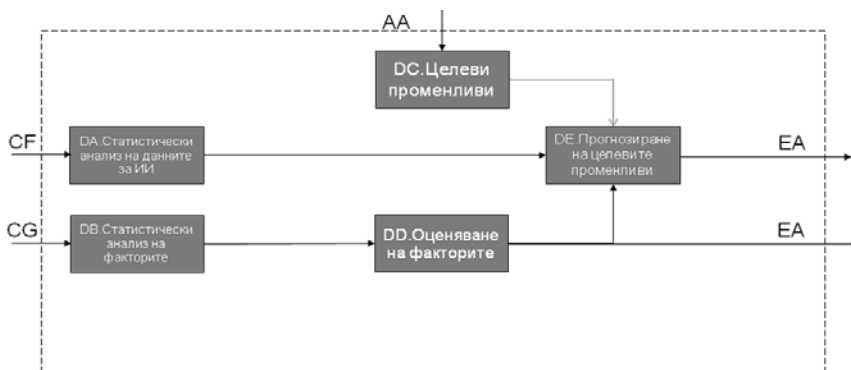 AA
DC.Целеви
променливи
CF
DA.Статистически
анализ на данните
за ИИ
DE.Прогнозиране
на целевите
променливи
EA
CG
DB.Статистически
анализ на
факторите
DD.Оценяване
на факторите
EA